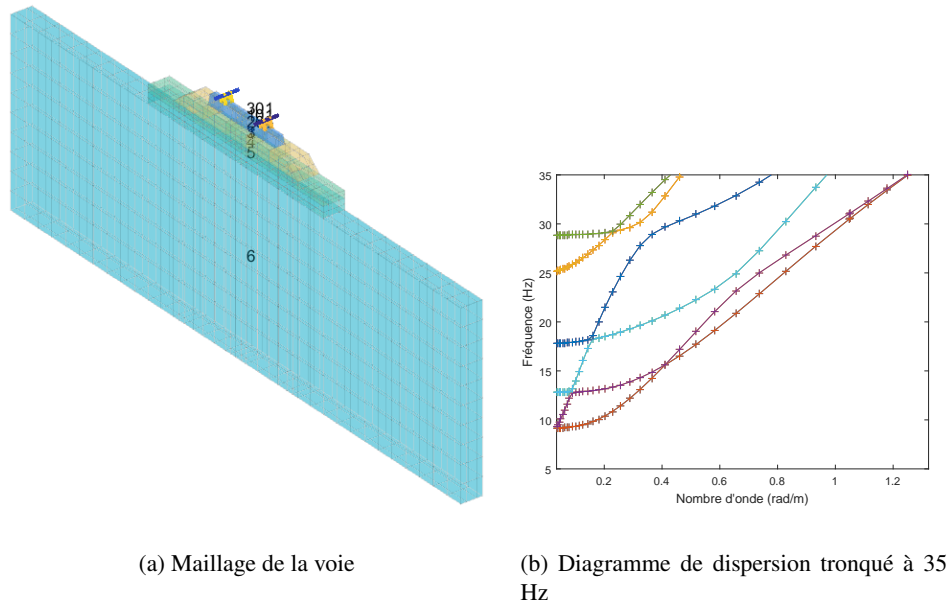 301
5
6
35
30
25
20
15
10
5
Fréquence (Hz)
0.2 0.4 0.6 0.8 1 1.2
Nombre d'onde (rad/m)
(a) Maillage de la voie
(b) Diagramme de dispersion tronqué à 35
Hz